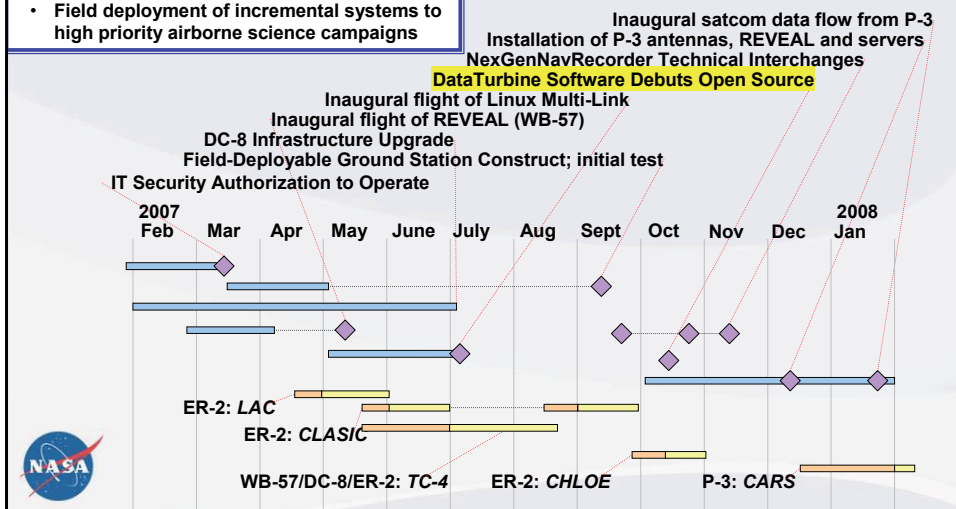 • Field deployment of incremental systems to
high priority airborne science campaigns
Inaugural satcom data flow from P-3
Installation of P-3 antennas, REVEAL and servers
NexGenNavRecorder Technical Interchanges
DataTurbine Software Debuts Open Source
Inaugural flight of Linux Multi-Link
Inaugural flight of REVEAL (WB-57)
DC-8 Infrastructure Upgrade
Field-Deployable Ground Station Construct; initial test
IT Security Authorization to Operate
2007 2008
Feb Mar Apr May June July Aug Sept Oct Nov Dec Jan
ER-2: LAC
ER-2: CLASIC
WB-57/DC-8/ER-2: TC-4 ER-2: CHLOE P-3: CARS
NASA